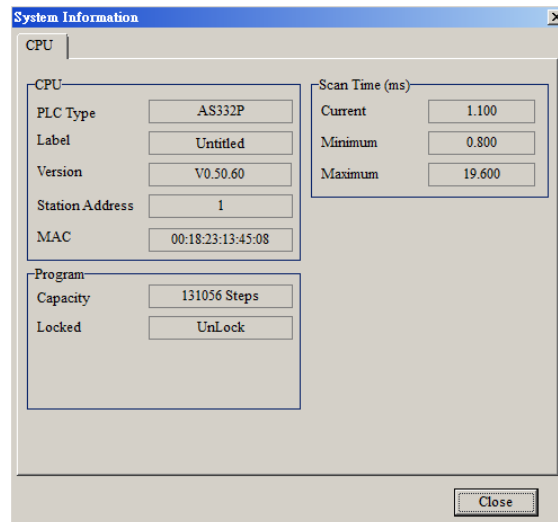 System Information
CPU
CPU
PLC Type AS332P
Label Untitled
Version V0.50.60
Station Address 1
MAC 00:18:23:13:45:08
Program
Capacity 131056 Steps
Locked UnLock
Scan Time (ms)
Current 1.100
Minimum 0.800
Maximum 19.600
Close